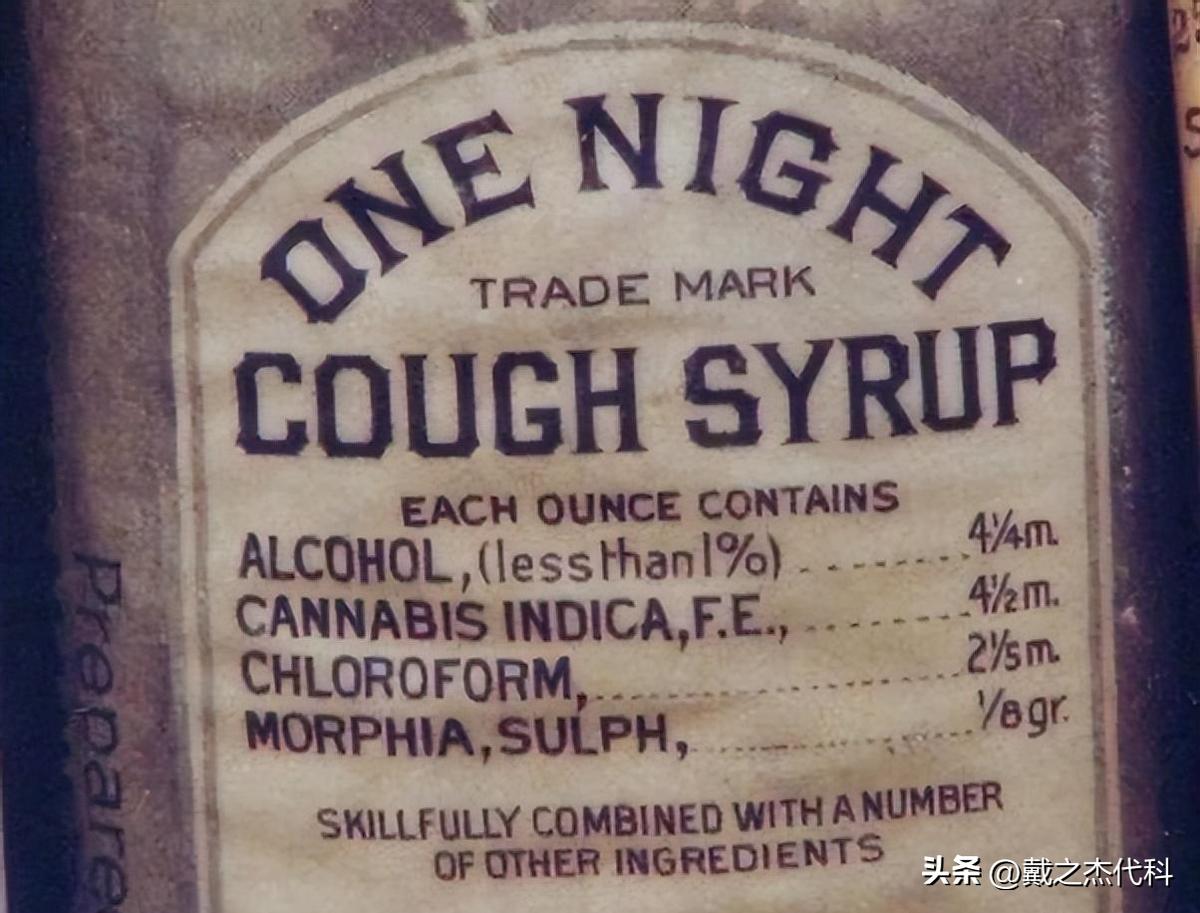 ONE NIGHT
TRADE MARK
COUGH SYRUP
EACH OUNCE CONTAINS
ALCOHOL, (less than 1%) 4¼m.
CANNABIS INDICA, F.E., 4½m.
CHLOROFORM, 2⅕m.
MORPHIA, SULPH, ⅛gr.
SKILLFULLY COMBINED WITH A NUMBER
OF OTHER INGREDIENTS
头条 @戴之杰代科